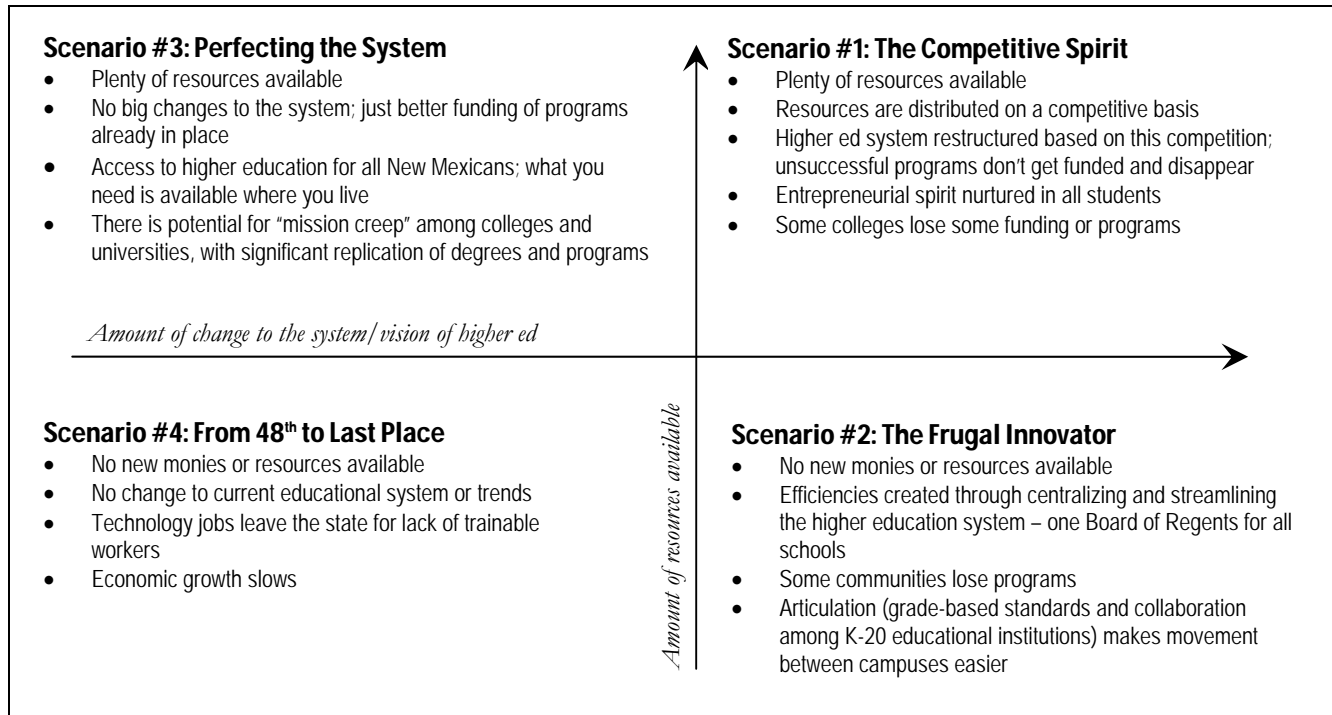 Scenario #3: Perfecting the System
• Plenty of resources available
• No big changes to the system; just better funding of programs
already in place
• Access to higher education for all New Mexicans; what you
need is available where you live
• There is potential for “mission creep” among colleges and
universities, with significant replication of degrees and programs
Scenario #1: The Competitive Spirit
• Plenty of resources available
• Resources are distributed on a competitive basis
• Higher ed system restructured based on this competition;
unsuccessful programs don’t get funded and disappear
• Entrepreneurial spirit nurtured in all students
• Some colleges lose some funding or programs
Amount of change to the system/vision of higher ed
Scenario #4: From 48th to Last Place
• No new monies or resources available
• No change to current educational system or trends
• Technology jobs leave the state for lack of trainable
workers
• Economic growth slows
Amount of resources available
Scenario #2: The Frugal Innovator
• No new monies or resources available
• Efficiencies created through centralizing and streamlining
the higher education system – one Board of Regents for all
schools
• Some communities lose programs
• Articulation (grade-based standards and collaboration
among K-20 educational institutions) makes movement
between campuses easier